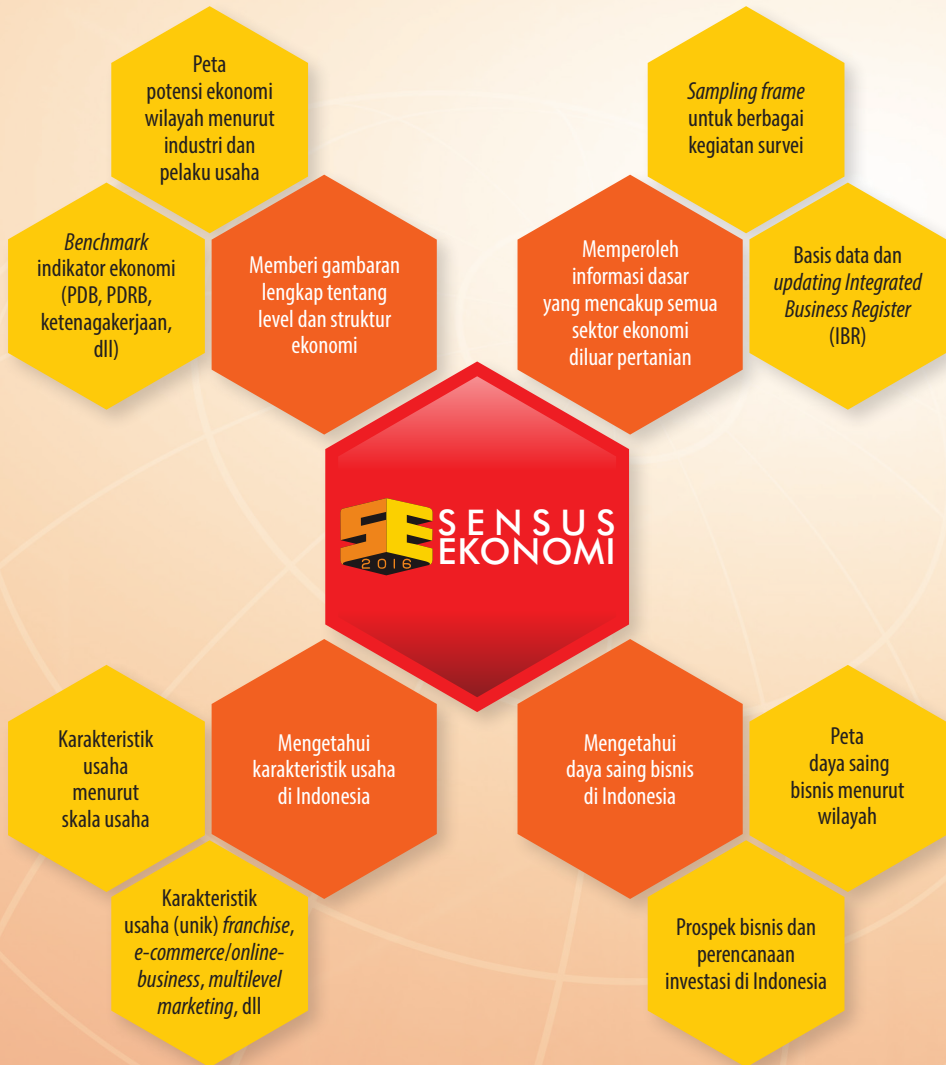 Peta
potensi ekonomi
wilayah menurut
industri dan
pelaku usaha
Benchmark
indikator ekonomi
(PDB, PDRB,
ketenagakerjaan,
dll)
Memberi gambaran
lengkap tentang
level dan struktur
ekonomi
Sampling frame
untuk berbagai
kegiatan survei
Memperoleh
informasi dasar
yang mencakup semua
sektor ekonomi
diluar pertanian
Basis data dan
updating Integrated
Business Register
(IBR)
SE
2016
SENSUS
EKONOMI
Karakteristik
usaha
menurut
skala usaha
Mengetahui
karakteristik usaha
di Indonesia
Karakteristik
usaha (unik) franchise,
e-commerce/online-
business, multilevel
marketing, dll
Mengetahui
daya saing bisnis
di Indonesia
Peta
daya saing
bisnis menurut
wilayah
Prospek bisnis dan
perencanaan
investasi di Indonesia